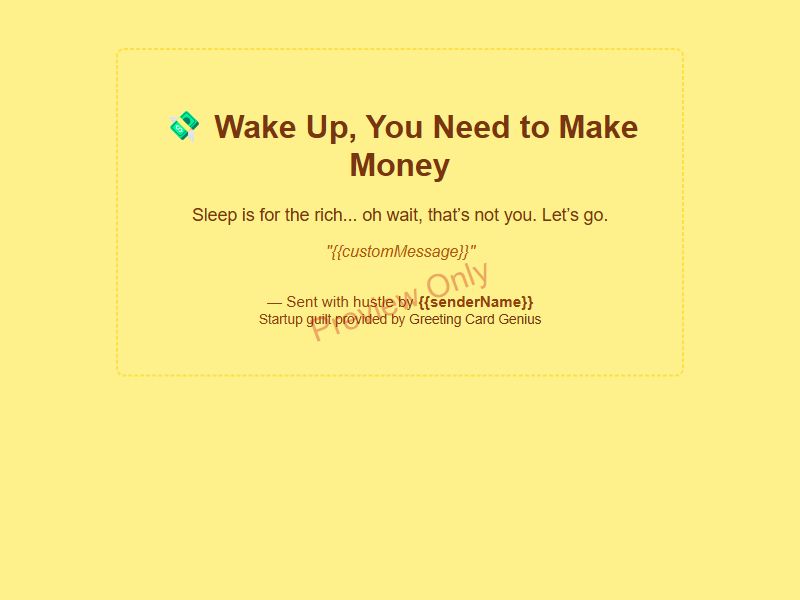 💸 Wake Up, You Need to Make
Money
Sleep is for the rich... oh wait, that’s not you. Let’s go.
"{{customMessage}}"
Preview Only
— Sent with hustle by {{senderName}}
Startup guilt provided by Greeting Card Genius